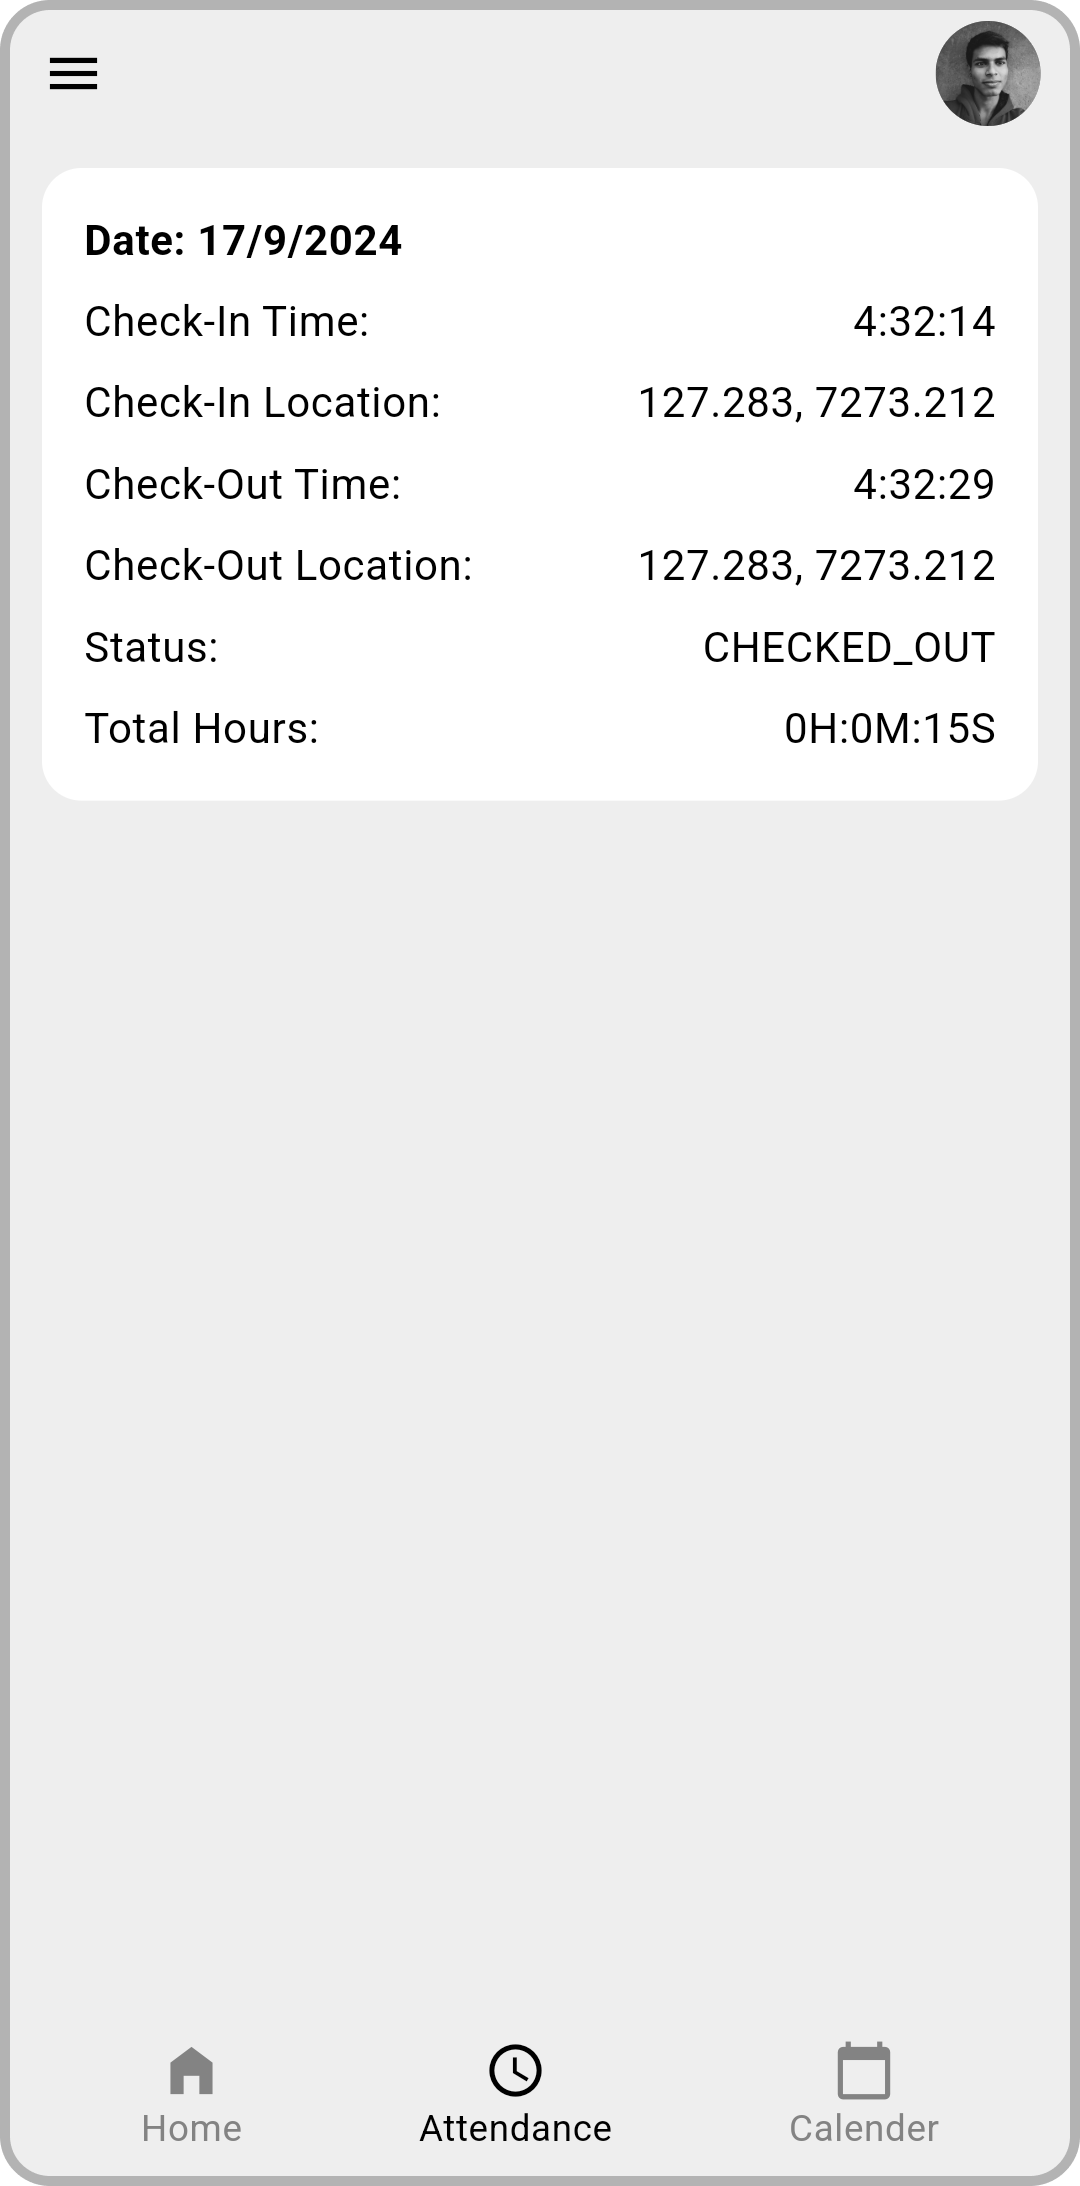 Date: 17/9/2024
Check-In Time: 4:32:14
Check-In Location: 127.283, 7273.212
Check-Out Time: 4:32:29
Check-Out Location: 127.283, 7273.212
Status: CHECKED_OUT
Total Hours: 0H:0M:15S
Home Attendance Calender